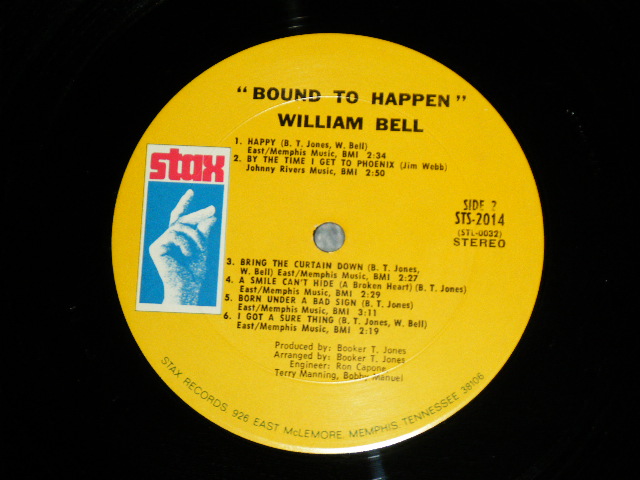 "BOUND TO HAPPEN"
WILLIAM BELL
1. HAPPY (B. T. Jones, W. Bell)
East/Memphis Music, BMI 2:34
2. BY THE TIME I GET TO PHOENIX (Jim Webb)
Johnny Rivers Music, BMI 2:50
stax
SIDE 2
STS-2014
(STL-0032)
STEREO
3. BRING THE CURTAIN DOWN (B. T. Jones,
W. Bell) East/Memphis Music, BMI 2:27
4. A SMILE CAN'T HIDE (A Broken Heart) (B. T. Jones)
East/Memphis Music, BMI 2:29
5. BORN UNDER A BAD SIGN (B. T. Jones)
East/Memphis Music, BMI 3:11
6. I GOT A SURE THING (B. T. Jones, W. Bell)
East/Memphis Music, BMI 2:19
Produced by: Booker T. Jones
Arranged by: Booker T. Jones
Engineer: Ron Capone
Terry Manning, Bobby Manuel
STAX RECORDS, 926 EAST McLEMORE, MEMPHIS TENNESSEE 38106